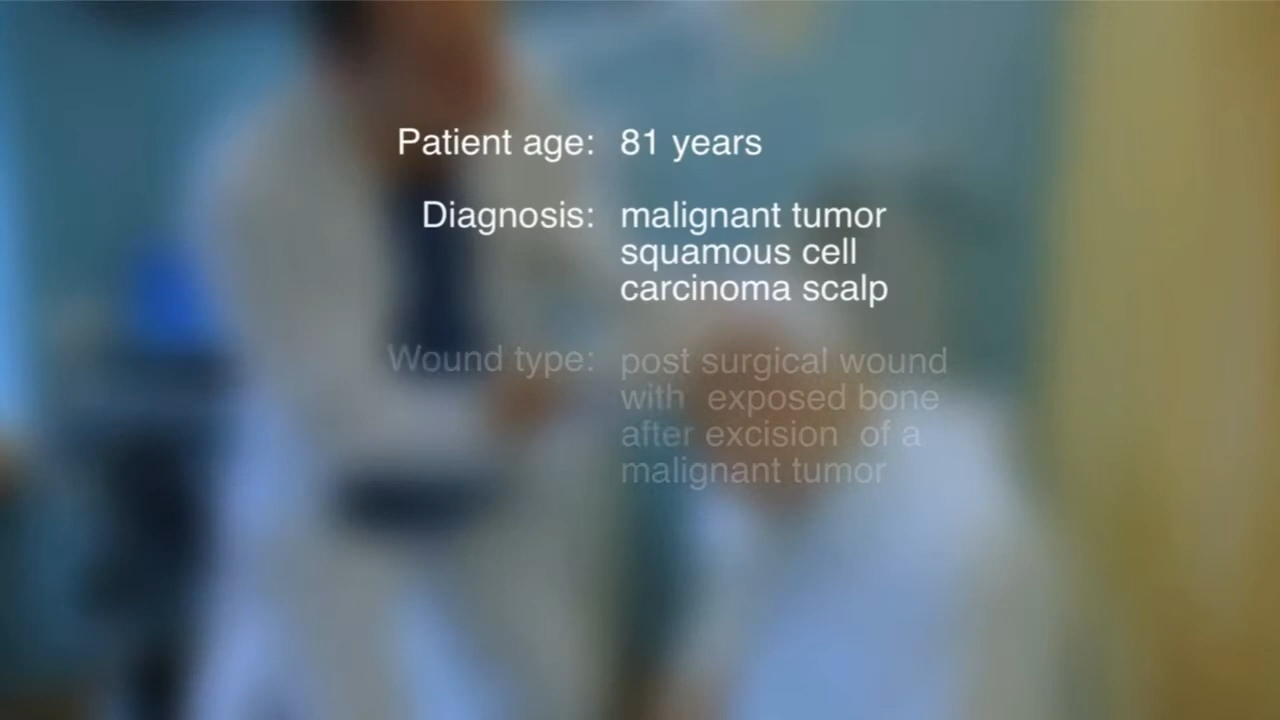 Patient age: 81 years
Diagnosis: malignant tumor
squamous cell
carcinoma scalp
Wound type: post surgical wound
with exposed bone
after excision of a
malignant tumor